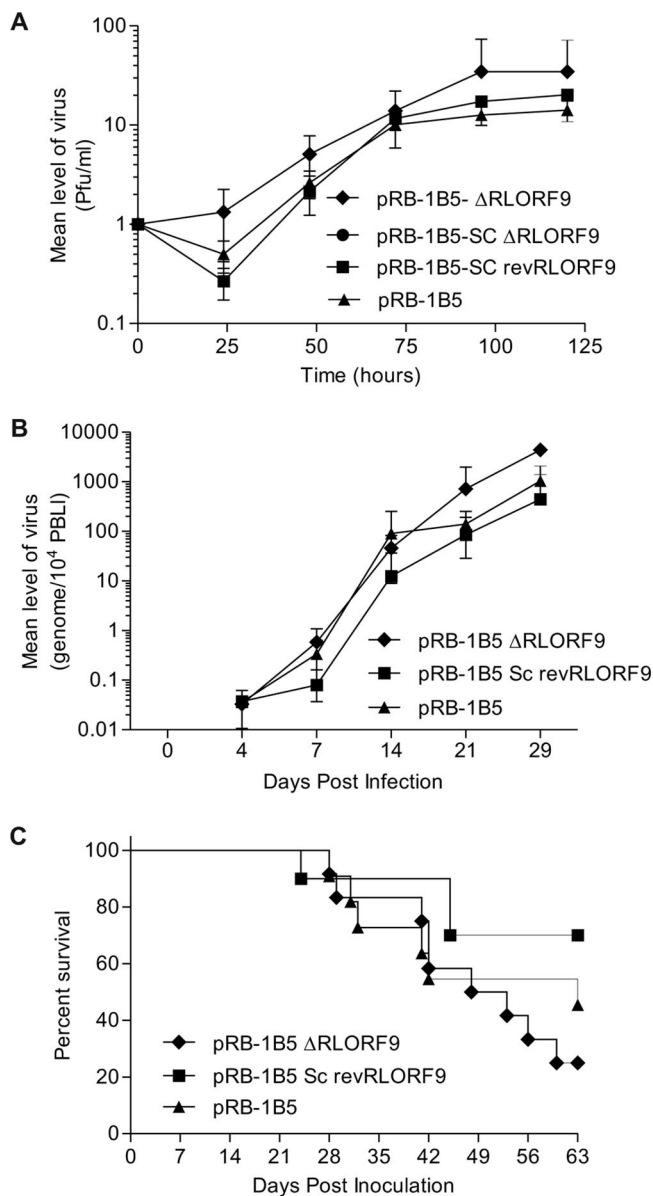 A
Mean level of virus
(Pfu/ml)
100
10
1
0.1
pRB-1B5- ΔRLORF9
pRB-1B5-SC ΔRLORF9
pRB-1B5-SC revRLORF9
pRB-1B5
0 25 50 75 100 125
Time (hours)
B
Mean level of virus
(genome/10⁴ PBLI)
10000
1000
100
10
1
0.1
0.01
pRB-1B5 ΔRLORF9
pRB-1B5 Sc revRLORF9
pRB-1B5
0 4 7 14 21 29
Days Post Infection
C
Percent survival
100
80
60
40
20
0
pRB-1B5 ΔRLORF9
pRB-1B5 Sc revRLORF9
pRB-1B5
0 7 14 21 28 35 42 49 56 63
Days Post Inoculation